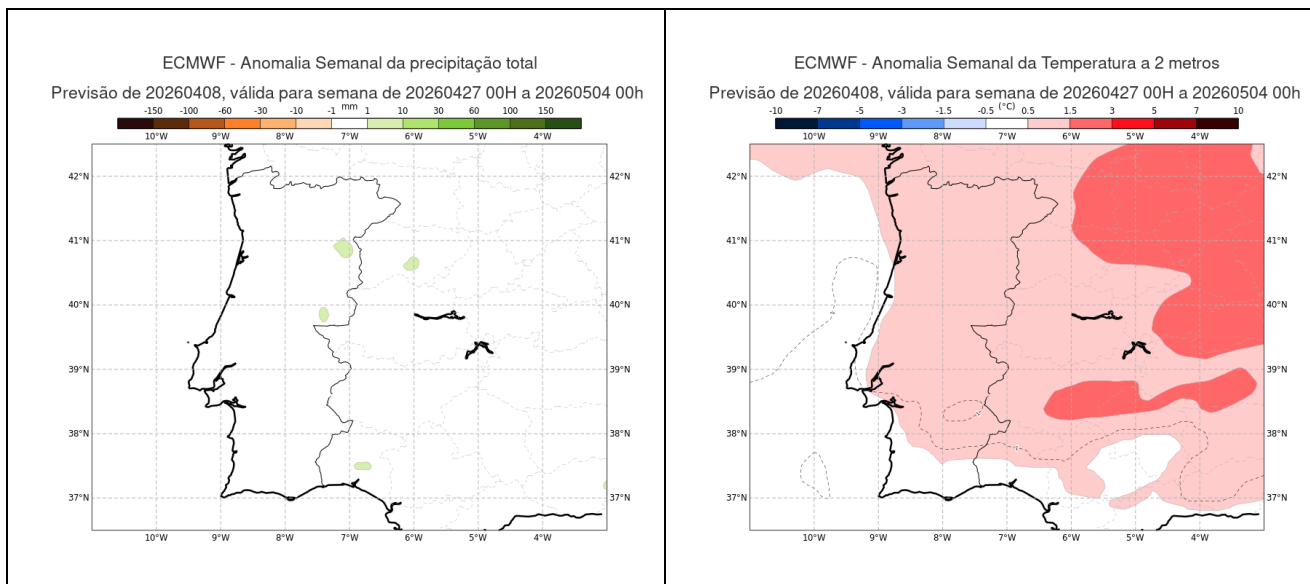 ECMWF - Anomalia Semanal da precipitação total
Previsão de 20260408, válida para semana de 20260427 00H a 20260504 00h
-150 -100 -60 -30 -10 -1 mm 1 10 30 60 100 150
10°W 9°W 8°W 7°W 6°W 5°W 4°W
42°N 42°N
41°N 41°N
40°N 40°N
39°N 39°N
38°N 38°N
37°N 37°N
10°W 9°W 8°W 7°W 6°W 5°W 4°W
ECMWF - Anomalia Semanal da Temperatura a 2 metros
Previsão de 20260408, válida para semana de 20260427 00H a 20260504 00h
-10 -7 -5 -3 -1.5 -0.5 (°C) 0.5 1.5 3 5 7 10
10°W 9°W 8°W 7°W 6°W 5°W 4°W
42°N 42°N
41°N 41°N
40°N 40°N
39°N 39°N
38°N 38°N
37°N 37°N
10°W 9°W 8°W 7°W 6°W 5°W 4°W